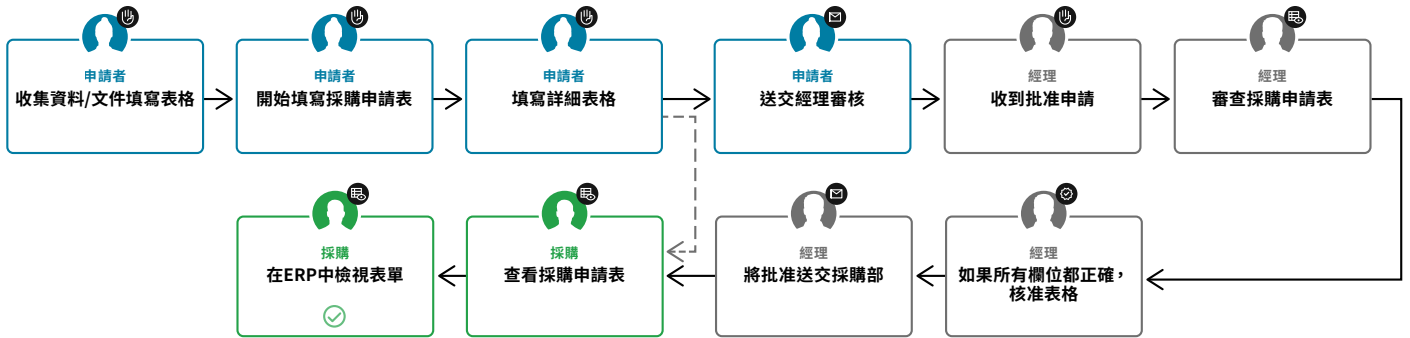 申請者
收集資料/文件填寫表格
申請者
開始填寫採購申請表
申請者
填寫詳細表格
申請者
送交經理審核
經理
收到批准申請
經理
審查採購申請表
採購
在ERP中檢視表單
採購
查看採購申請表
經理
將批准送交採購部
經理
如果所有欄位都正確，
核准表格